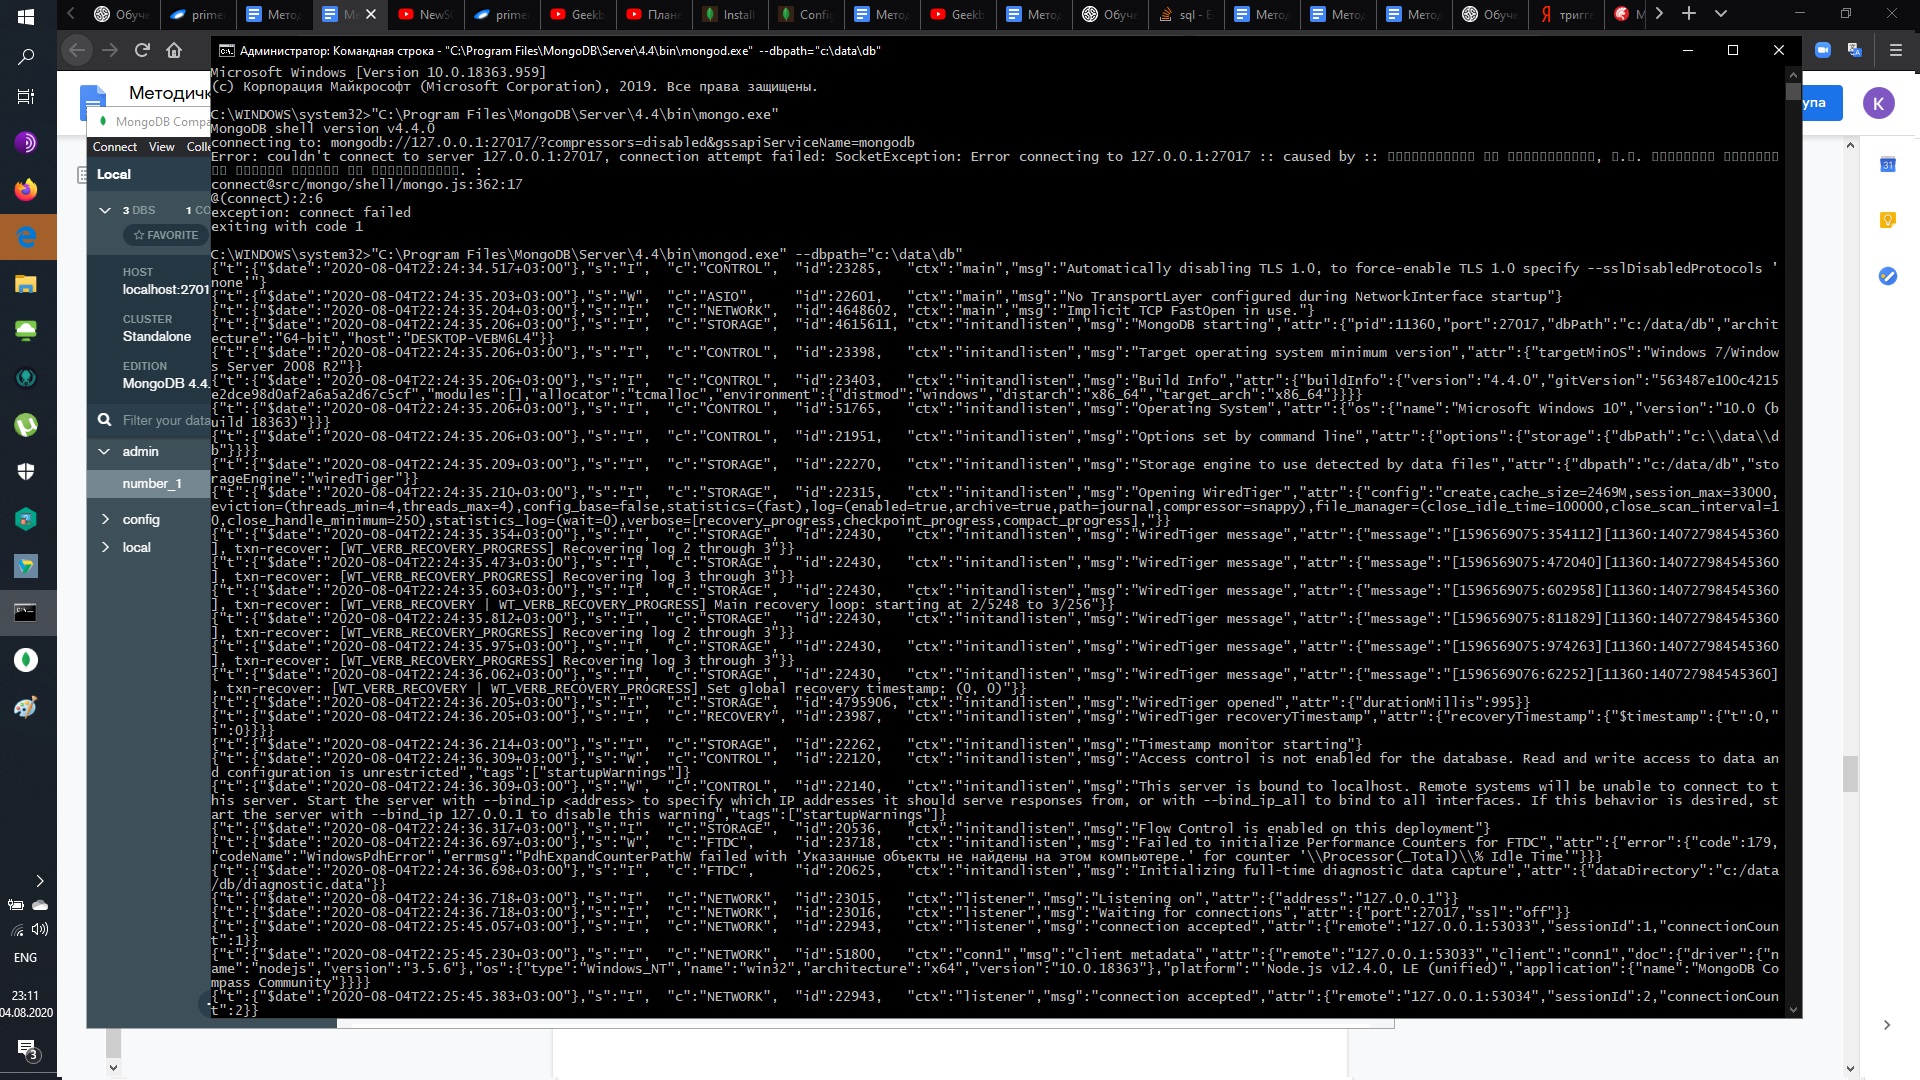 Обуче
prime
Мето
М
NewS
prime
Geekb
Плане
Install
Config
Мето
Geekb
Мето
Обуче
sql - E
Мето
Мето
Мето
Обуче
тригге
М
Администратор: Командная строка - "C:\Program Files\MongoDB\Server\4.4\bin\mongod.exe" --dbpath="c:\data\db"
Методичк
упа
К
MongoDB Compa
Connect View Colle
Local
3 DBS 1 CO
FAVORITE
HOST
localhost:2701
CLUSTER
Standalone
EDITION
MongoDB 4.4.
Filter your data
admin
number_1
config
local
31
Microsoft Windows [Version 10.0.18363.959]
(c) Корпорация Майкрософт (Microsoft Corporation), 2019. Все права защищены.
C:\WINDOWS\system32>"C:\Program Files\MongoDB\Server\4.4\bin\mongo.exe"
MongoDB shell version v4.4.0
connecting to: mongodb://127.0.0.1:27017/?compressors=disabled&gssapiServiceName=mongodb
Error: couldn't connect to server 127.0.0.1:27017, connection attempt failed: SocketException: Error connecting to 127.0.0.1:27017 :: caused by ::
connect@src/mongo/shell/mongo.js:362:17
@(connect):2:6
exception: connect failed
exiting with code 1
C:\WINDOWS\system32>"C:\Program Files\MongoDB\Server\4.4\bin\mongod.exe" --dbpath="c:\data\db"
{"t":{"$date":"2020-08-04T22:24:34.517+03:00"},"s":"I", "c":"CONTROL", "id":23285, "ctx":"main","msg":"Automatically disabling TLS 1.0, to force-enable TLS 1.0 specify --sslDisabledProtocols '
none'"}
{"t":{"$date":"2020-08-04T22:24:35.203+03:00"},"s":"W", "c":"ASIO", "id":22601, "ctx":"main","msg":"No TransportLayer configured during NetworkInterface startup"}
{"t":{"$date":"2020-08-04T22:24:35.204+03:00"},"s":"I", "c":"NETWORK", "id":4648602, "ctx":"main","msg":"Implicit TCP FastOpen in use."}
{"t":{"$date":"2020-08-04T22:24:35.206+03:00"},"s":"I", "c":"STORAGE", "id":4615611, "ctx":"initandlisten","msg":"MongoDB starting","attr":{"pid":11360,"port":27017,"dbPath":"c:/data/db","archit
ecture":"64-bit","host":"DESKTOP-VEBM6L4"}}
{"t":{"$date":"2020-08-04T22:24:35.206+03:00"},"s":"I", "c":"CONTROL", "id":23398, "ctx":"initandlisten","msg":"Target operating system minimum version","attr":{"targetMinOS":"Windows 7/Window
s Server 2008 R2"}}
{"t":{"$date":"2020-08-04T22:24:35.206+03:00"},"s":"I", "c":"CONTROL", "id":23403, "ctx":"initandlisten","msg":"Build Info","attr":{"buildInfo":{"version":"4.4.0","gitVersion":"563487e100c4215
e2dce98d0af2a6a5a2d67c5cf","modules":[],"allocator":"tcmalloc","environment":{"distmod":"windows","distarch":"x86_64","target_arch":"x86_64"}}}}
{"t":{"$date":"2020-08-04T22:24:35.206+03:00"},"s":"I", "c":"CONTROL", "id":51765, "ctx":"initandlisten","msg":"Operating System","attr":{"os":{"name":"Microsoft Windows 10","version":"10.0 (b
uild 18363)"}}}
{"t":{"$date":"2020-08-04T22:24:35.206+03:00"},"s":"I", "c":"CONTROL", "id":21951, "ctx":"initandlisten","msg":"Options set by command line","attr":{"options":{"storage":{"dbPath":"c:\\data\\d
b"}}}}
{"t":{"$date":"2020-08-04T22:24:35.209+03:00"},"s":"I", "c":"STORAGE", "id":22270, "ctx":"initandlisten","msg":"Storage engine to use detected by data files","attr":{"dbpath":"c:/data/db","sto
rageEngine":"wiredTiger"}}
{"t":{"$date":"2020-08-04T22:24:35.210+03:00"},"s":"I", "c":"STORAGE", "id":22315, "ctx":"initandlisten","msg":"Opening WiredTiger","attr":{"config":"create,cache_size=2469M,session_max=33000,
eviction=(threads_min=4,threads_max=4),config_base=false,statistics=(fast),log=(enabled=true,archive=true,path=journal,compressor=snappy),file_manager=(close_idle_time=100000,close_scan_interval=1
0,close_handle_minimum=250),statistics_log=(wait=0),verbose=[recovery_progress,checkpoint_progress,compact_progress],"}}
{"t":{"$date":"2020-08-04T22:24:35.354+03:00"},"s":"I", "c":"STORAGE", "id":22430, "ctx":"initandlisten","msg":"WiredTiger message","attr":{"message":"[1596569075:354112][11360:140727984545360
], txn-recover: [WT_VERB_RECOVERY_PROGRESS] Recovering log 2 through 3"}}
{"t":{"$date":"2020-08-04T22:24:35.473+03:00"},"s":"I", "c":"STORAGE", "id":22430, "ctx":"initandlisten","msg":"WiredTiger message","attr":{"message":"[1596569075:472040][11360:140727984545360
], txn-recover: [WT_VERB_RECOVERY_PROGRESS] Recovering log 3 through 3"}}
{"t":{"$date":"2020-08-04T22:24:35.603+03:00"},"s":"I", "c":"STORAGE", "id":22430, "ctx":"initandlisten","msg":"WiredTiger message","attr":{"message":"[1596569075:602958][11360:140727984545360
], txn-recover: [WT_VERB_RECOVERY | WT_VERB_RECOVERY_PROGRESS] Main recovery loop: starting at 2/5248 to 3/256"}}
{"t":{"$date":"2020-08-04T22:24:35.812+03:00"},"s":"I", "c":"STORAGE", "id":22430, "ctx":"initandlisten","msg":"WiredTiger message","attr":{"message":"[1596569075:811829][11360:140727984545360
], txn-recover: [WT_VERB_RECOVERY_PROGRESS] Recovering log 2 through 3"}}
{"t":{"$date":"2020-08-04T22:24:35.975+03:00"},"s":"I", "c":"STORAGE", "id":22430, "ctx":"initandlisten","msg":"WiredTiger message","attr":{"message":"[1596569075:974263][11360:140727984545360
], txn-recover: [WT_VERB_RECOVERY_PROGRESS] Recovering log 3 through 3"}}
{"t":{"$date":"2020-08-04T22:24:36.062+03:00"},"s":"I", "c":"STORAGE", "id":22430, "ctx":"initandlisten","msg":"WiredTiger message","attr":{"message":"[1596569076:62252][11360:140727984545360]
, txn-recover: [WT_VERB_RECOVERY | WT_VERB_RECOVERY_PROGRESS] Set global recovery timestamp: (0, 0)"}}
{"t":{"$date":"2020-08-04T22:24:36.205+03:00"},"s":"I", "c":"STORAGE", "id":4795906, "ctx":"initandlisten","msg":"WiredTiger opened","attr":{"durationMillis":995}}
{"t":{"$date":"2020-08-04T22:24:36.205+03:00"},"s":"I", "c":"RECOVERY", "id":23987, "ctx":"initandlisten","msg":"WiredTiger recoveryTimestamp","attr":{"recoveryTimestamp":{"$timestamp":{"t":0,"
i":0}}}}
{"t":{"$date":"2020-08-04T22:24:36.214+03:00"},"s":"I", "c":"STORAGE", "id":22262, "ctx":"initandlisten","msg":"Timestamp monitor starting"}
{"t":{"$date":"2020-08-04T22:24:36.309+03:00"},"s":"W", "c":"CONTROL", "id":22120, "ctx":"initandlisten","msg":"Access control is not enabled for the database. Read and write access to data an
d configuration is unrestricted","tags":["startupWarnings"]}
{"t":{"$date":"2020-08-04T22:24:36.309+03:00"},"s":"W", "c":"CONTROL", "id":22140, "ctx":"initandlisten","msg":"This server is bound to localhost. Remote systems will be unable to connect to t
his server. Start the server with --bind_ip <address> to specify which IP addresses it should serve responses from, or with --bind_ip_all to bind to all interfaces. If this behavior is desired, st
art the server with --bind_ip 127.0.0.1 to disable this warning","tags":["startupWarnings"]}
{"t":{"$date":"2020-08-04T22:24:36.317+03:00"},"s":"I", "c":"STORAGE", "id":20536, "ctx":"initandlisten","msg":"Flow Control is enabled on this deployment"}
{"t":{"$date":"2020-08-04T22:24:36.697+03:00"},"s":"W", "c":"FTDC", "id":23718, "ctx":"initandlisten","msg":"Failed to initialize Performance Counters for FTDC","attr":{"error":{"code":179,
"codeName":"WindowsPdhError","errmsg":"PdhExpandCounterPathW failed with 'Указанные объекты не найдены на этом компьютере.' for counter '\\Processor(_Total)\\% Idle Time'"}}}
{"t":{"$date":"2020-08-04T22:24:36.698+03:00"},"s":"I", "c":"FTDC", "id":20625, "ctx":"initandlisten","msg":"Initializing full-time diagnostic data capture","attr":{"dataDirectory":"c:/data
/db/diagnostic.data"}}
{"t":{"$date":"2020-08-04T22:24:36.718+03:00"},"s":"I", "c":"NETWORK", "id":23015, "ctx":"listener","msg":"Listening on","attr":{"address":"127.0.0.1"}}
{"t":{"$date":"2020-08-04T22:24:36.718+03:00"},"s":"I", "c":"NETWORK", "id":23016, "ctx":"listener","msg":"Waiting for connections","attr":{"port":27017,"ssl":"off"}}
{"t":{"$date":"2020-08-04T22:25:45.057+03:00"},"s":"I", "c":"NETWORK", "id":22943, "ctx":"listener","msg":"connection accepted","attr":{"remote":"127.0.0.1:53033","sessionId":1,"connectionCoun
t":1}}
{"t":{"$date":"2020-08-04T22:25:45.230+03:00"},"s":"I", "c":"NETWORK", "id":51800, "ctx":"conn1","msg":"client metadata","attr":{"remote":"127.0.0.1:53033","client":"conn1","doc":{"driver":{"n
ame":"nodejs","version":"3.5.6"},"os":{"type":"Windows_NT","name":"win32","architecture":"x64","version":"10.0.18363"},"platform":"'Node.js v12.4.0, LE (unified)","application":{"name":"MongoDB Co
mpass Community"}}}}
{"t":{"$date":"2020-08-04T22:25:45.383+03:00"},"s":"I", "c":"NETWORK", "id":22943, "ctx":"listener","msg":"connection accepted","attr":{"remote":"127.0.0.1:53034","sessionId":2,"connectionCoun
t":2}}
ENG
23:11
04.08.2020
3